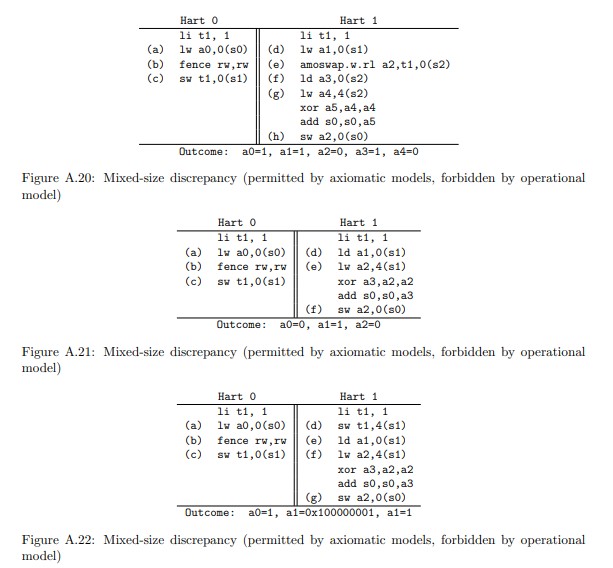 Hart 0 Hart 1
li t1, 1 li t1, 1
(a) lw a0,0(s0) (d) lw a1,0(s1)
(b) fence rw,rw (e) amoswap.w.rl a2,t1,0(s2)
(c) sw t1,0(s1) (f) ld a3,0(s2)
(g) lw a4,4(s2)
xor a5,a4,a4
add s0,s0,a5
(h) sw a2,0(s0)
Outcome: a0=1, a1=1, a2=0, a3=1, a4=0
Figure A.20: Mixed-size discrepancy (permitted by axiomatic models, forbidden by operational
model)
Hart 0 Hart 1
li t1, 1 li t1, 1
(a) lw a0,0(s0) (d) ld a1,0(s1)
(b) fence rw,rw (e) lw a2,4(s1)
(c) sw t1,0(s1) xor a3,a2,a2
add s0,s0,a3
(f) sw a2,0(s0)
Outcome: a0=0, a1=1, a2=0
Figure A.21: Mixed-size discrepancy (permitted by axiomatic models, forbidden by operational
model)
Hart 0 Hart 1
li t1, 1 li t1, 1
(a) lw a0,0(s0) (d) sw t1,4(s1)
(b) fence rw,rw (e) ld a1,0(s1)
(c) sw t1,0(s1) (f) lw a2,4(s1)
xor a3,a2,a2
add s0,s0,a3
(g) sw a2,0(s0)
Outcome: a0=1, a1=0x100000001, a1=1
Figure A.22: Mixed-size discrepancy (permitted by axiomatic models, forbidden by operational
model)